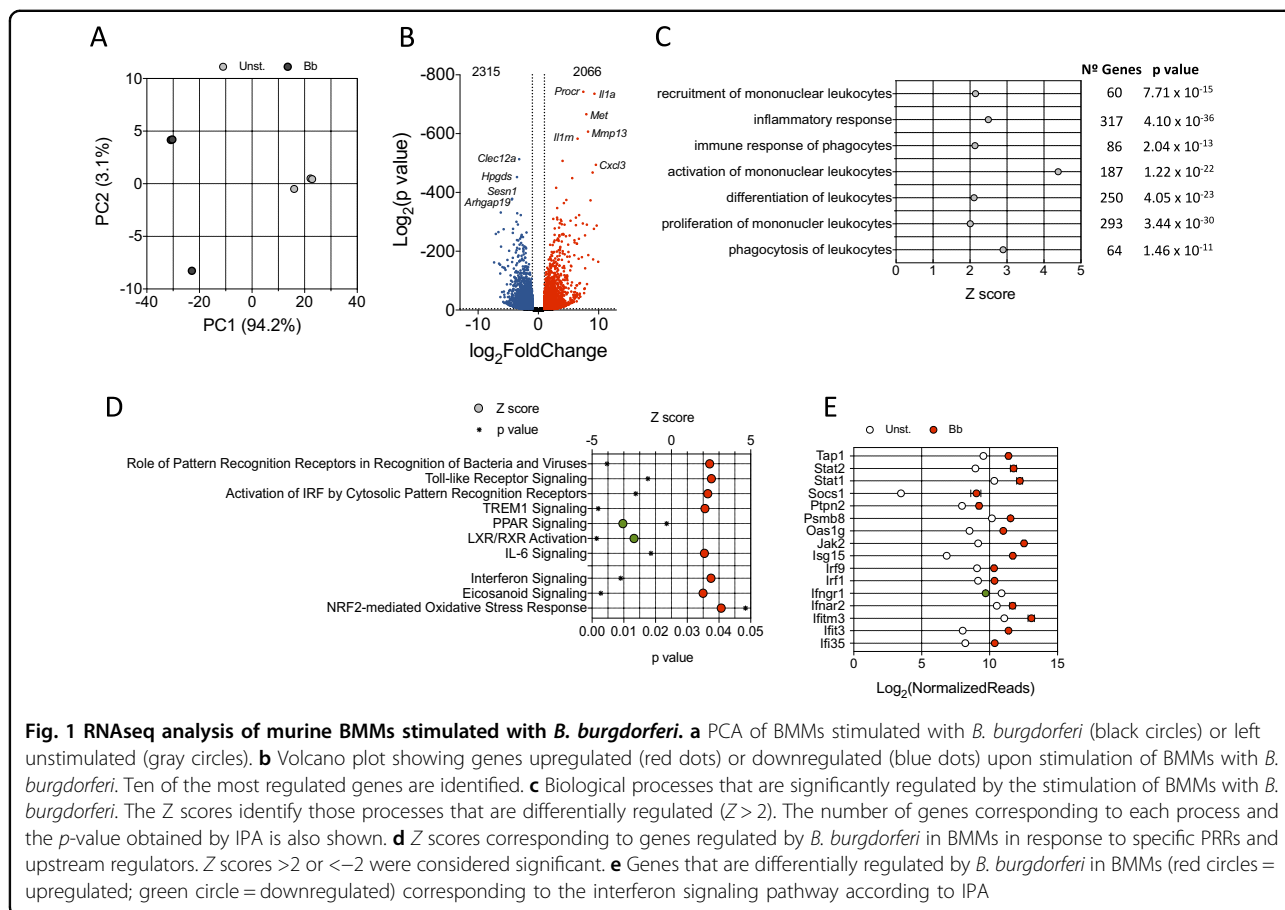 A
Unst.
Bb
10
5
0
-5
-10
-40
-20
0
20
40
PC2 (3.1%)
PC1 (94.2%)
B
2315
2066
-800
-600
-400
-200
0
-10
0
10
Log2(p value)
log2FoldChange
Procr
Il1a
Met
Mmp13
Il1rn
Cxcl3
Clec12a
Hpgds
Sesn1
Arhgap19
C
Nº Genes p value
recruitment of mononuclear leukocytes 60 7.71 x 10-15
inflammatory response 317 4.10 x 10-36
immune response of phagocytes 86 2.04 x 10-13
activation of mononuclear leukocytes 187 1.22 x 10-22
differentiation of leukocytes 250 4.05 x 10-23
proliferation of mononucler leukocytes 293 3.44 x 10-30
phagocytosis of leukocytes 64 1.46 x 10-11
0 1 2 3 4 5
Z score
D
Z score
p value
Z score
-5 0 5
Role of Pattern Recognition Receptors in Recognition of Bacteria and Viruses
Toll-like Receptor Signaling
Activation of IRF by Cytosolic Pattern Recognition Receptors
TREM1 Signaling
PPAR Signaling
LXR/RXR Activation
IL-6 Signaling
Interferon Signaling
Eicosanoid Signaling
NRF2-mediated Oxidative Stress Response
0.00 0.01 0.02 0.03 0.04 0.05
p value
E
Unst.
Bb
Tap1
Stat2
Stat1
Socs1
Ptpn2
Psmb8
Oas1g
Jak2
Isg15
Irf9
Irf1
Ifngr1
Ifnar2
Ifitm3
Ifit3
Ifi35
0 5 10 15
Log2(NormalizedReads)
Fig. 1 RNAseq analysis of murine BMMs stimulated with B. burgdorferi. a PCA of BMMs stimulated with B. burgdorferi (black circles) or left
unstimulated (gray circles). b Volcano plot showing genes upregulated (red dots) or downregulated (blue dots) upon stimulation of BMMs with B.
burgdorferi. Ten of the most regulated genes are identified. c Biological processes that are significantly regulated by the stimulation of BMMs with B.
burgdorferi. The Z scores identify those processes that are differentially regulated (Z > 2). The number of genes corresponding to each process and
the p-value obtained by IPA is also shown. d Z scores corresponding to genes regulated by B. burgdorferi in BMMs in response to specific PRRs and
upstream regulators. Z scores >2 or <−2 were considered significant. e Genes that are differentially regulated by B. burgdorferi in BMMs (red circles =
upregulated; green circle = downregulated) corresponding to the interferon signaling pathway according to IPA